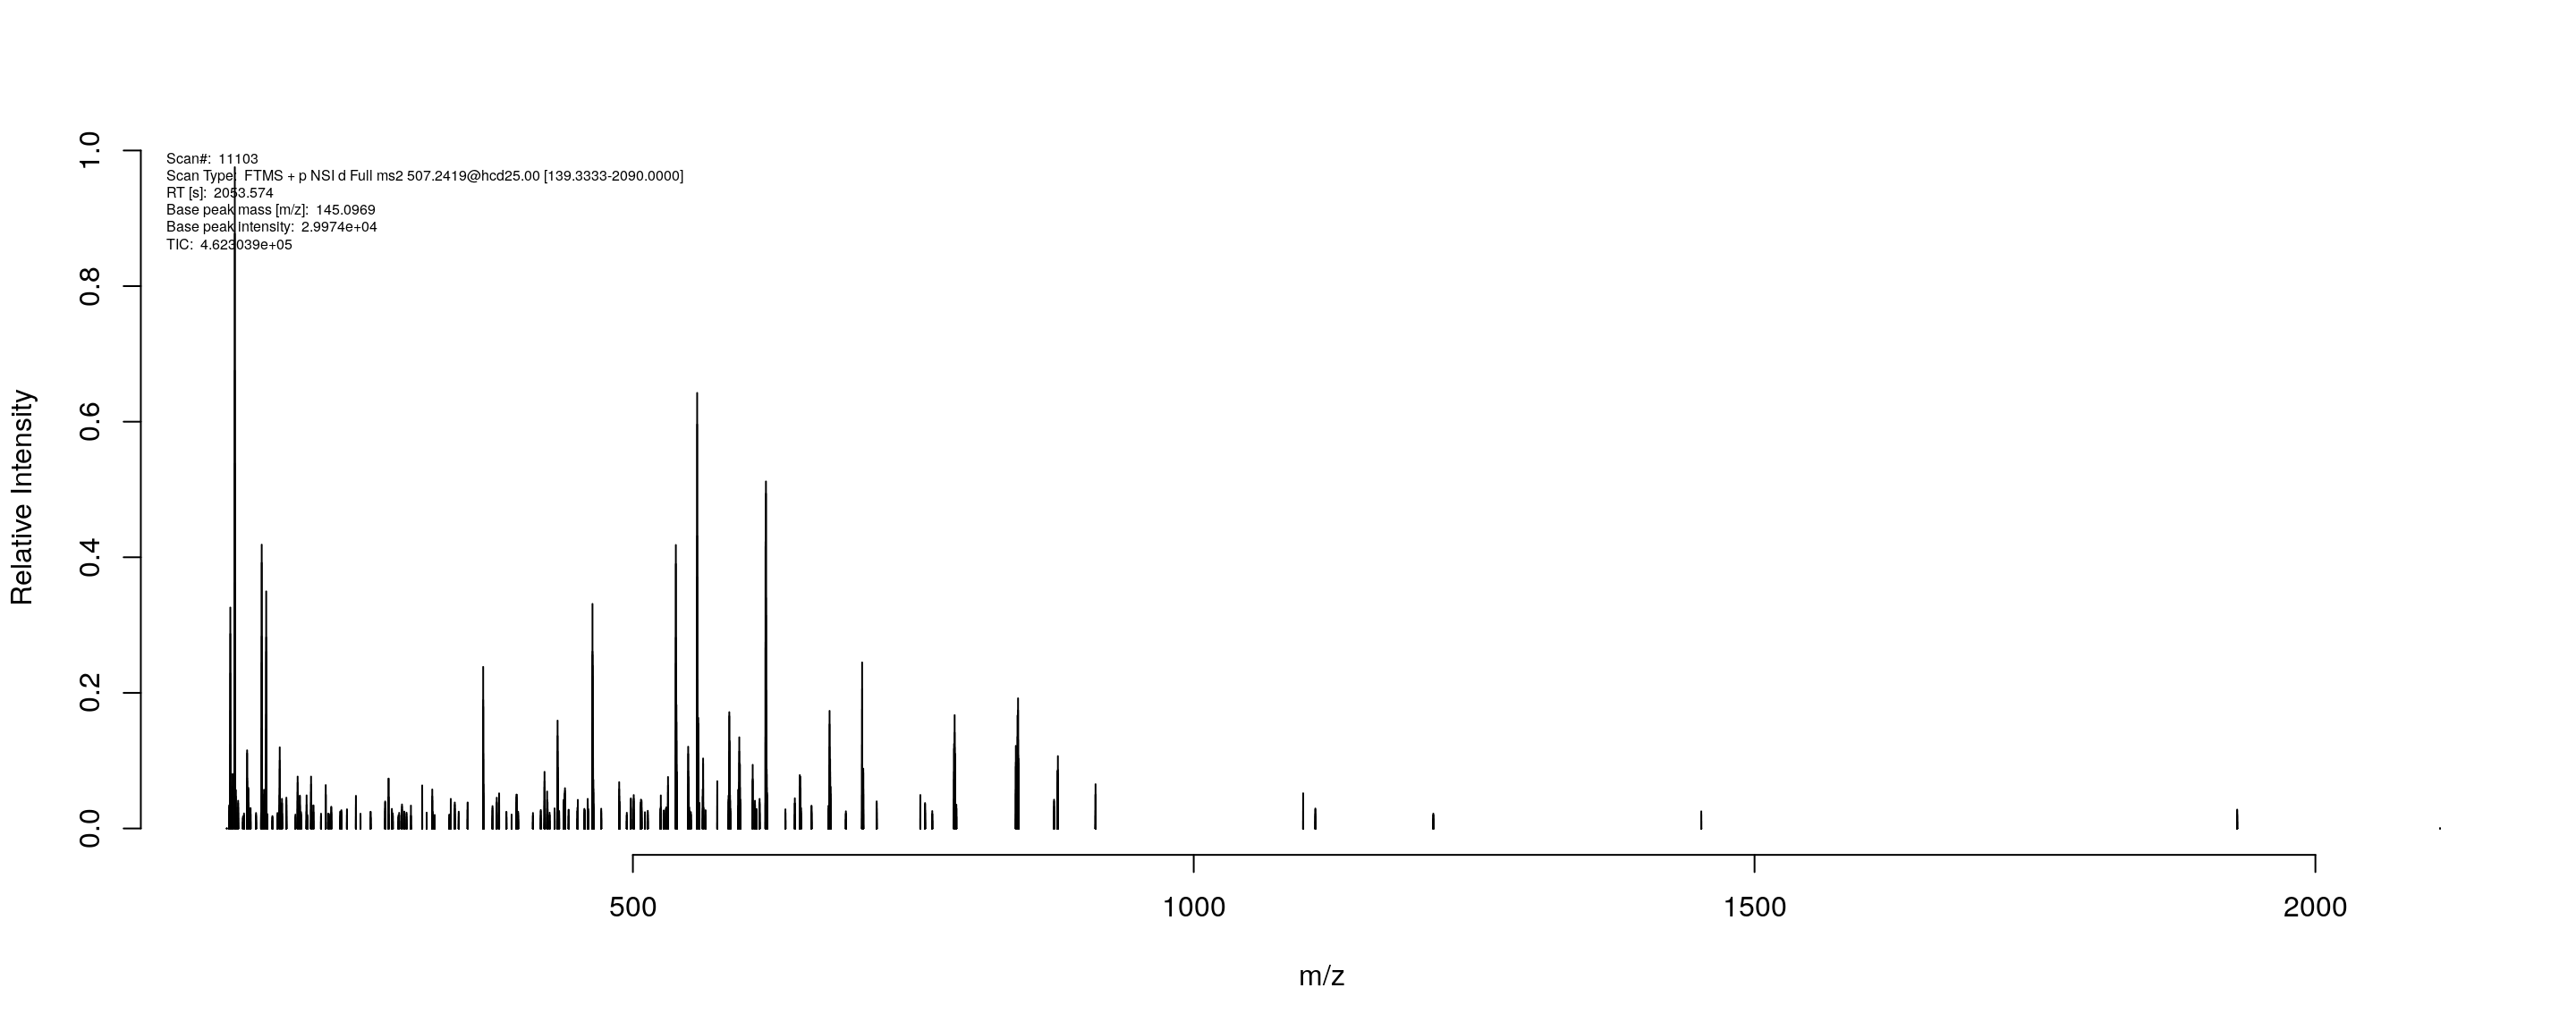 Scan#: 11103
Scan Type: FTMS + p NSI d Full ms2 507.2419@hcd25.00 [139.3333-2090.0000]
RT [s]: 2053.574
Base peak mass [m/z]: 145.0969
Base peak intensity: 2.9974e+04
TIC: 4.623039e+05
1.0
0.8
0.6
0.4
0.2
0.0
Relative Intensity
500
1000
1500
2000
m/z